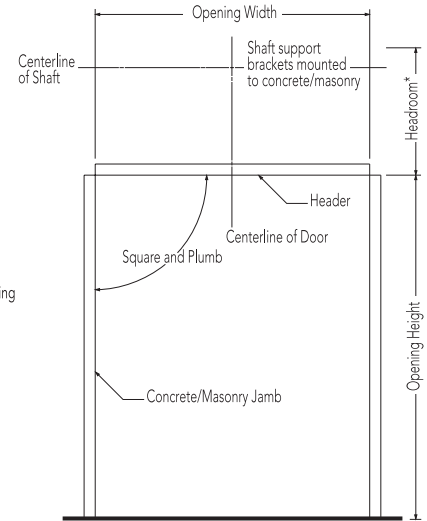 Opening Width
Centerline
of Shaft
Shaft support
brackets mounted
to concrete/masonry
Headroom*
Header
Centerline of Door
Square and Plumb
Opening Height
Concrete/Masonry Jamb